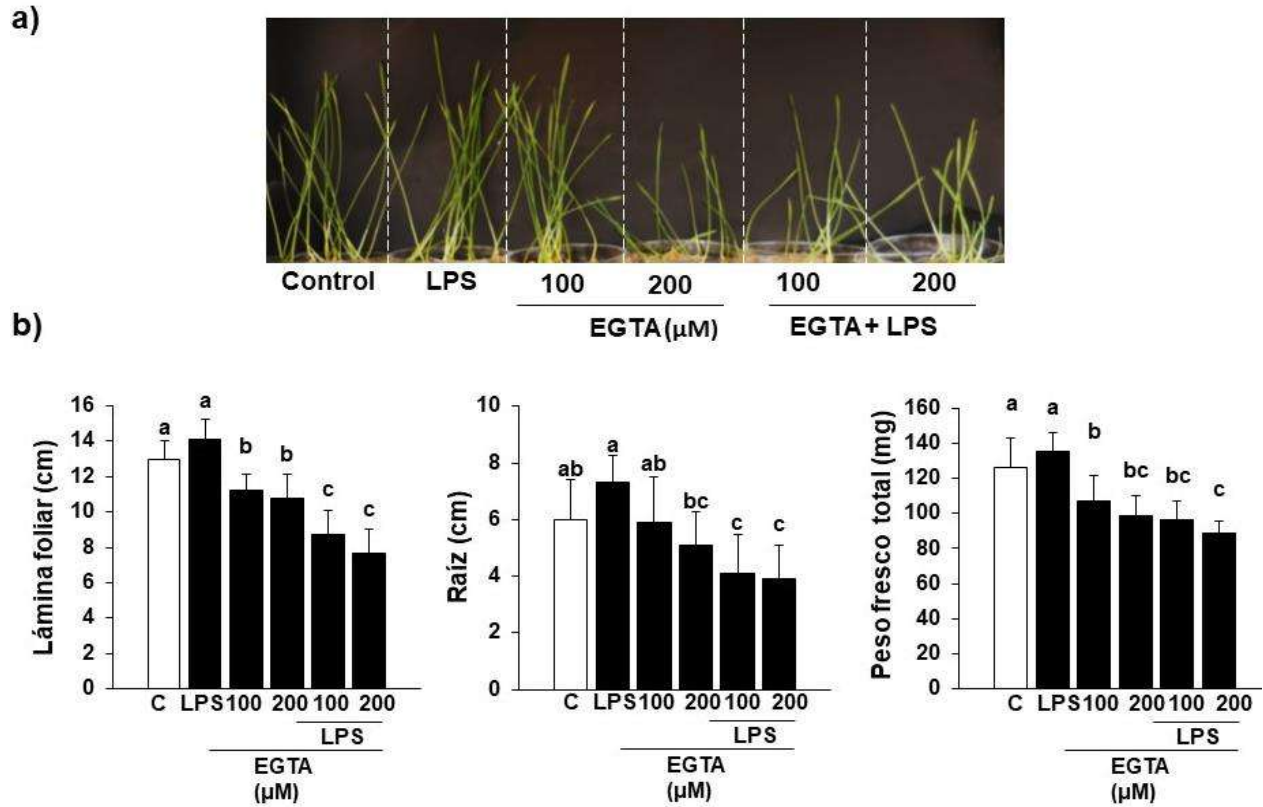 a)
Control LPS 100 200 100 200
EGTA (µM) EGTA + LPS
b)
Lámina foliar (cm)
16
14
12
10
8
6
4
2
0
a a b b c c
C LPS 100 200 100 200
LPS
EGTA
(µM)
Raíz (cm)
10
8
6
4
2
0
ab a ab bc c c
C LPS 100 200 100 200
LPS
EGTA
(µM)
Peso fresco total (mg)
160
140
120
100
80
60
40
20
0
a a b bc bc c
C LPS 100 200 100 200
LPS
EGTA
(µM)